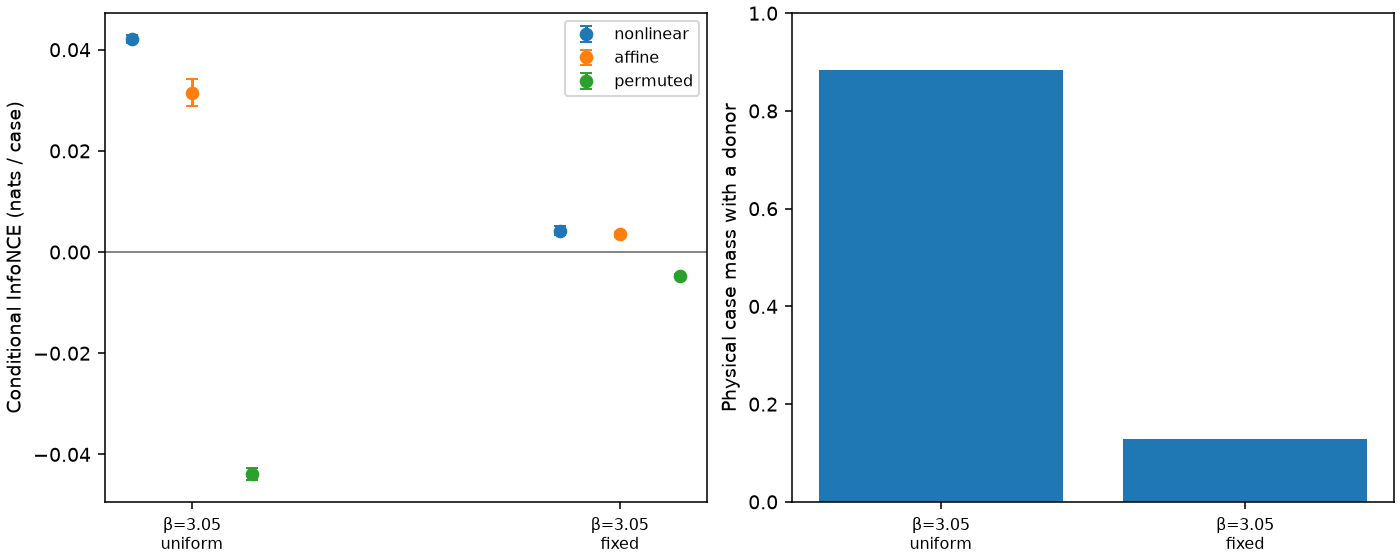 Conditional InfoNCE (nats / case)
0.04
0.02
0.00
−0.02
−0.04
nonlinear
affine
permuted
β=3.05
uniform
β=3.05
fixed
Physical case mass with a donor
1.0
0.8
0.6
0.4
0.2
0.0
β=3.05
uniform
β=3.05
fixed